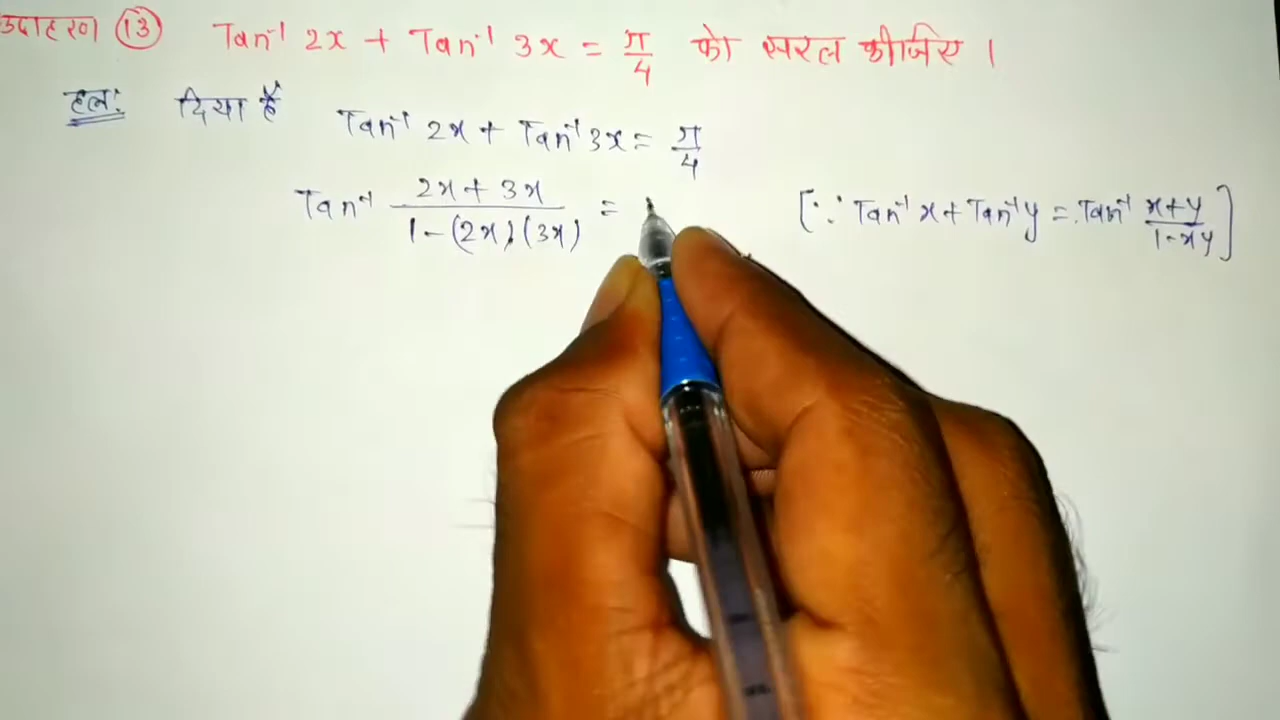 उदाहरण (13) Tan⁻¹ 2x + Tan⁻¹ 3x = π/4 को सरल कीजिए ।
हल: दिया है Tan⁻¹ 2x + Tan⁻¹ 3x = π/4
Tan⁻¹ (2x + 3x)/(1 - (2x)(3x)) = [∵ Tan⁻¹ x + Tan⁻¹ y = Tan⁻¹ (x+y)/(1-xy)]